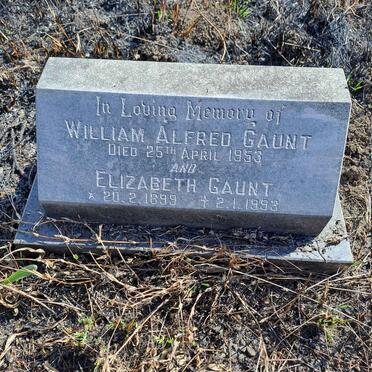 In Loving Memory of
WILLIAM ALFRED GAUNT
DIED 25TH APRIL 1953
AND
ELIZABETH GAUNT
* 20.2.1899 + 2.1.1993